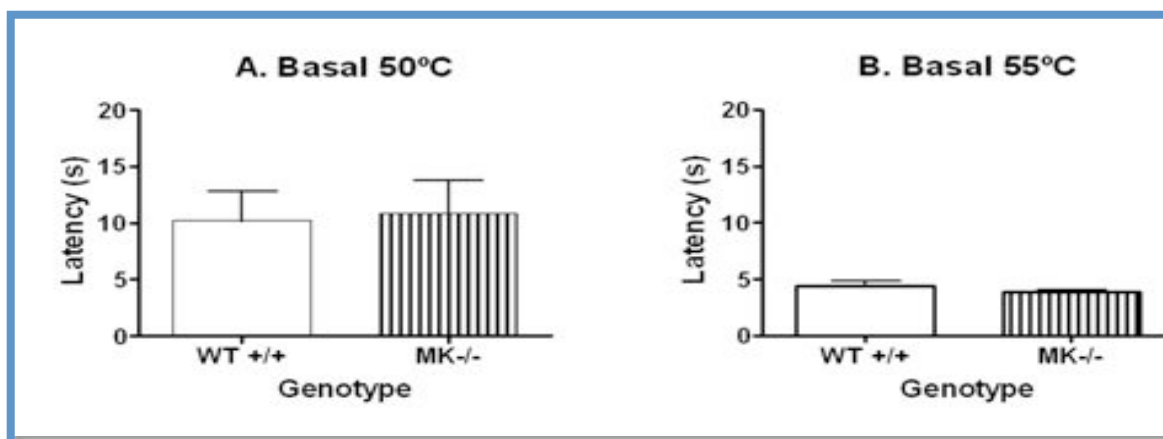 A. Basal 50ºC
20
15
10
5
0
Latency (s)
WT +/+ MK-/-
Genotype
B. Basal 55ºC
20
15
10
5
0
Latency (s)
WT +/+ MK-/-
Genotype